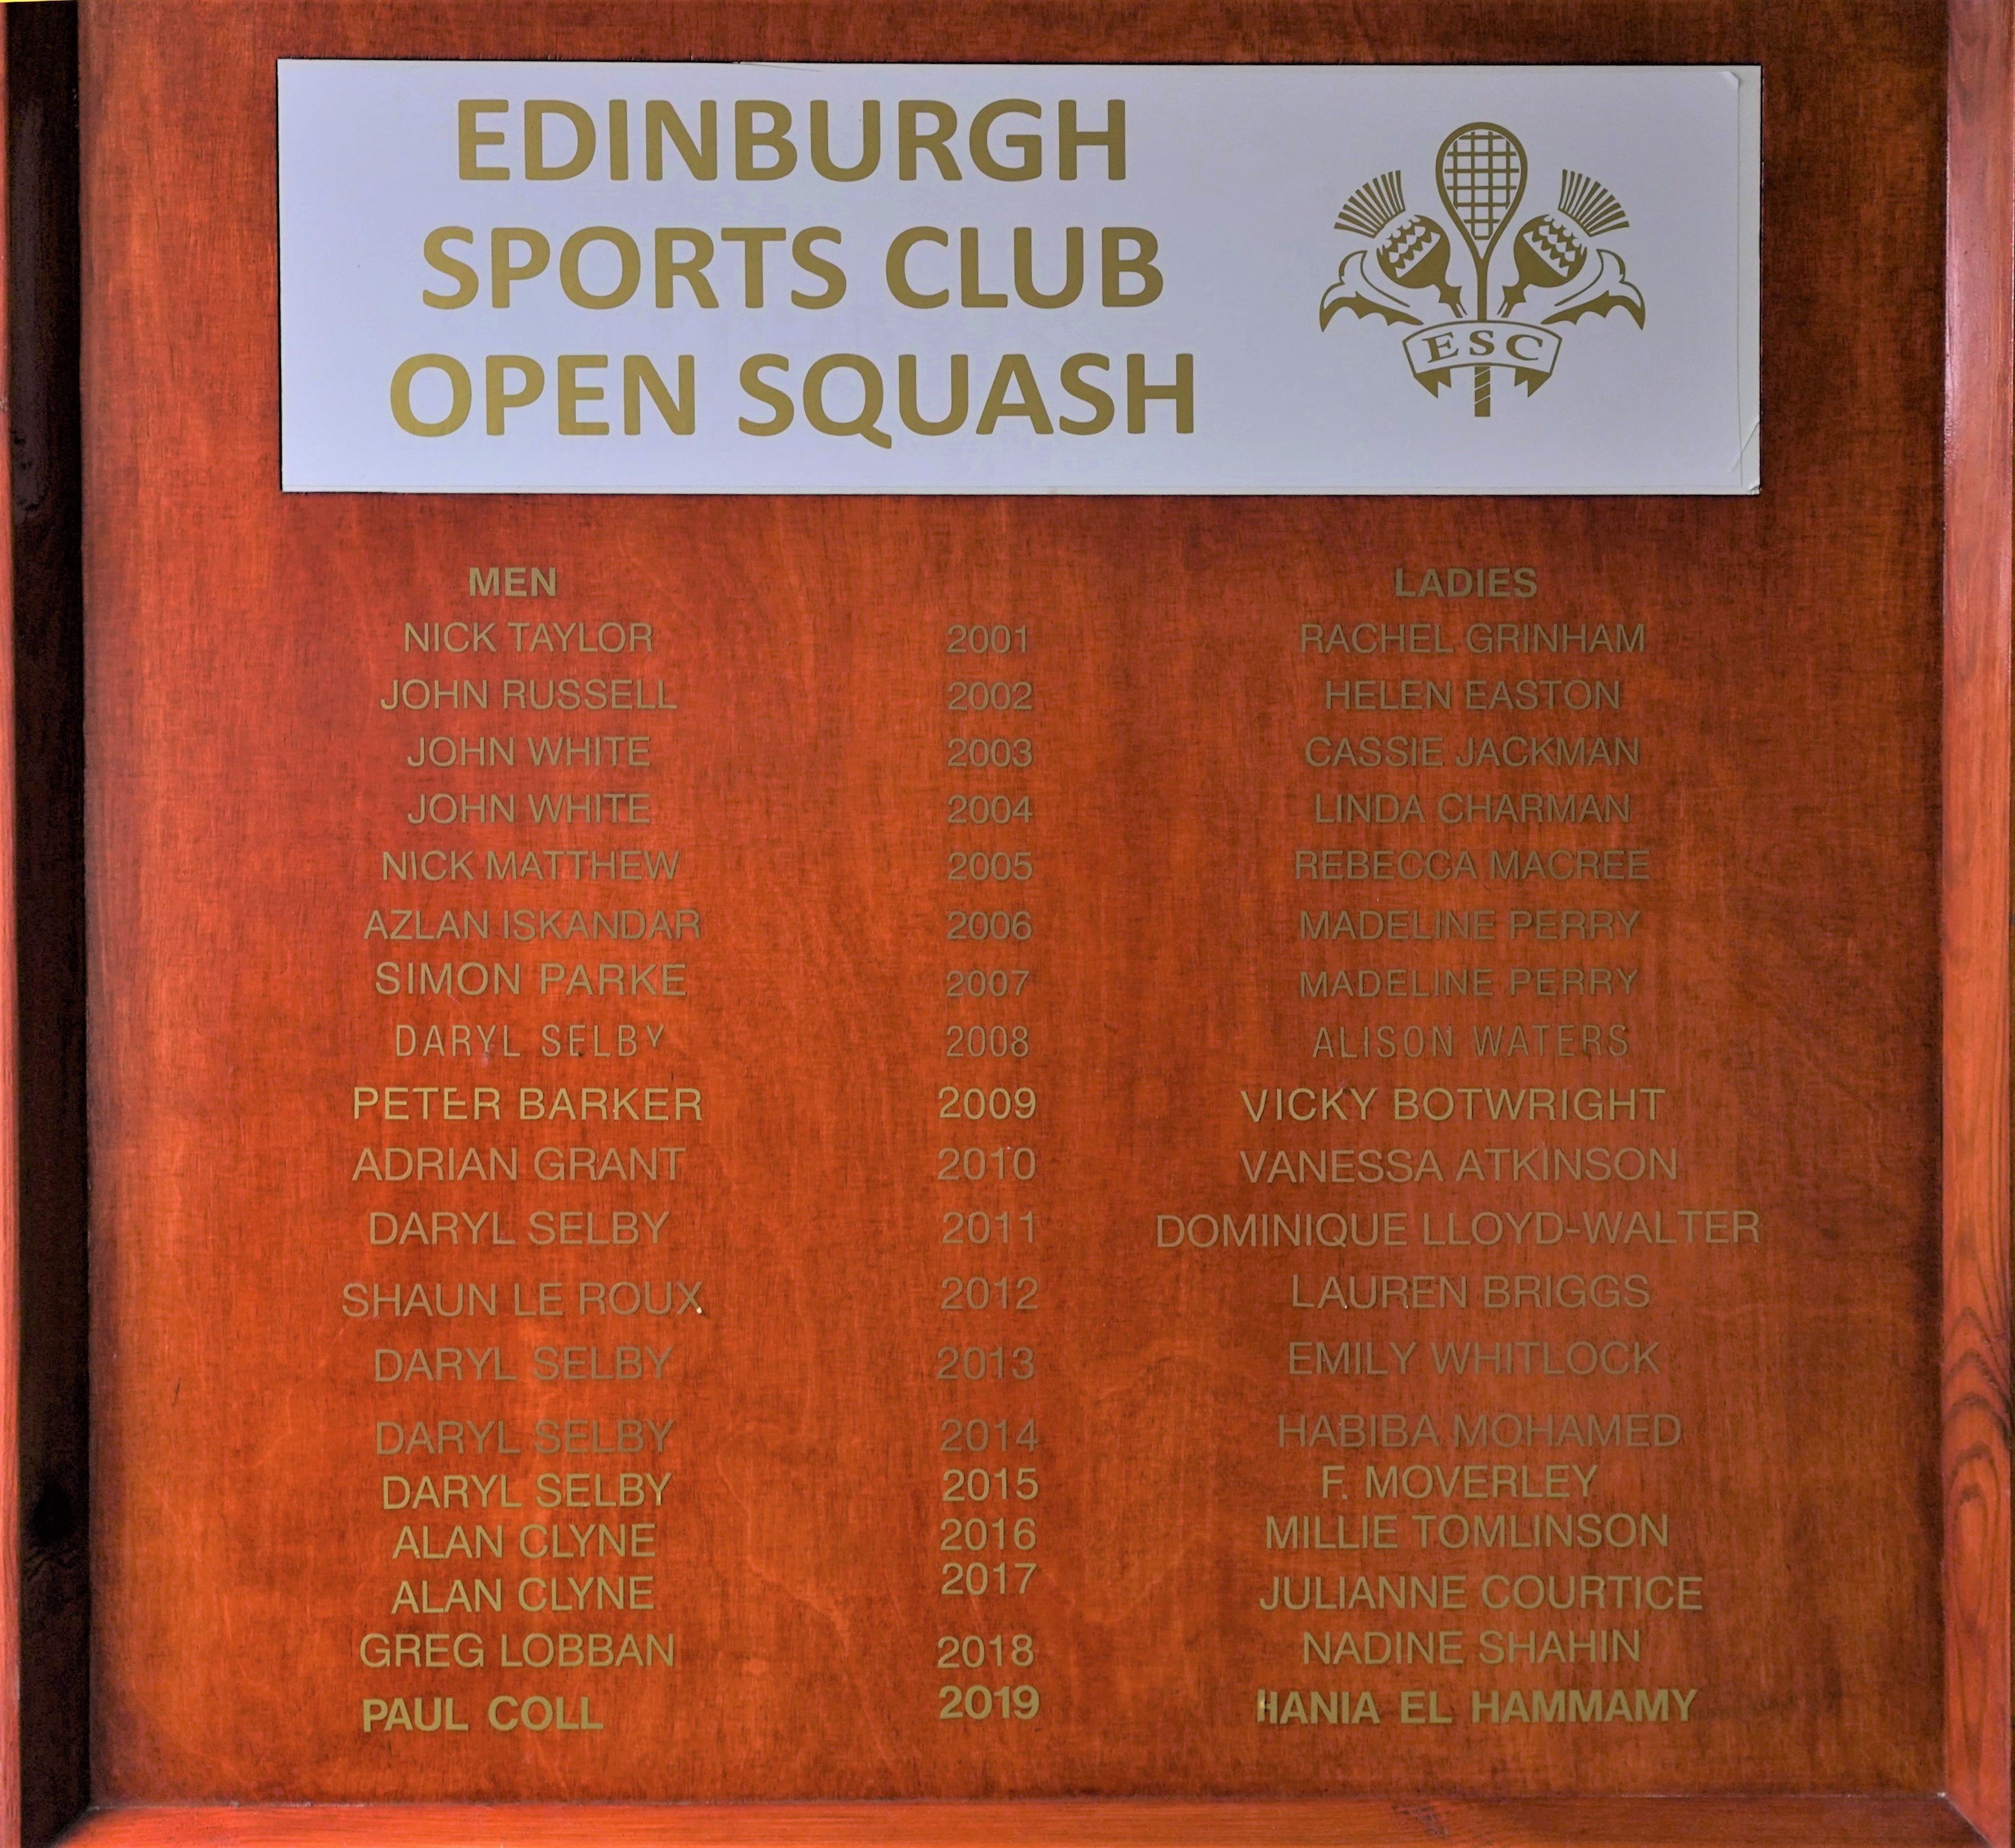 EDINBURGH
SPORTS CLUB
OPEN SQUASH
ESC
MEN LADIES
NICK TAYLOR 2001 RACHEL GRINHAM
JOHN RUSSELL 2002 HELEN EASTON
JOHN WHITE 2003 CASSIE JACKMAN
JOHN WHITE 2004 LINDA CHARMAN
NICK MATTHEW 2005 REBECCA MACREE
AZLAN ISKANDAR 2006 MADELINE PERRY
SIMON PARKE 2007 MADELINE PERRY
DARYL SELBY 2008 ALISON WATERS
PETER BARKER 2009 VICKY BOTWRIGHT
ADRIAN GRANT 2010 VANESSA ATKINSON
DARYL SELBY 2011 DOMINIQUE LLOYD-WALTER
SHAUN LE ROUX 2012 LAUREN BRIGGS
DARYL SELBY 2013 EMILY WHITLOCK
DARYL SELBY 2014 HABIBA MOHAMED
DARYL SELBY 2015 F. MOVERLEY
ALAN CLYNE 2016 MILLIE TOMLINSON
ALAN CLYNE 2017 JULIANNE COURTICE
GREG LOBBAN 2018 NADINE SHAHIN
PAUL COLL 2019 HANIA EL HAMMAMY